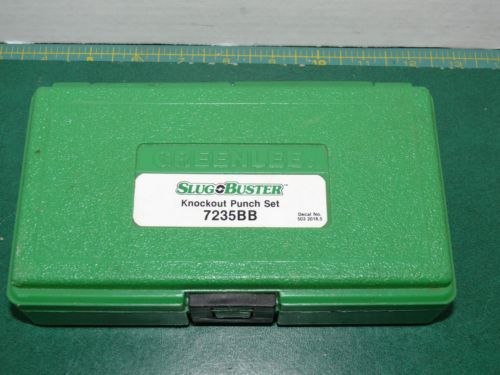 GREENLEE
SLUG BUSTER™
Knockout Punch Set
7235BB
Decal No.
503 2018.5